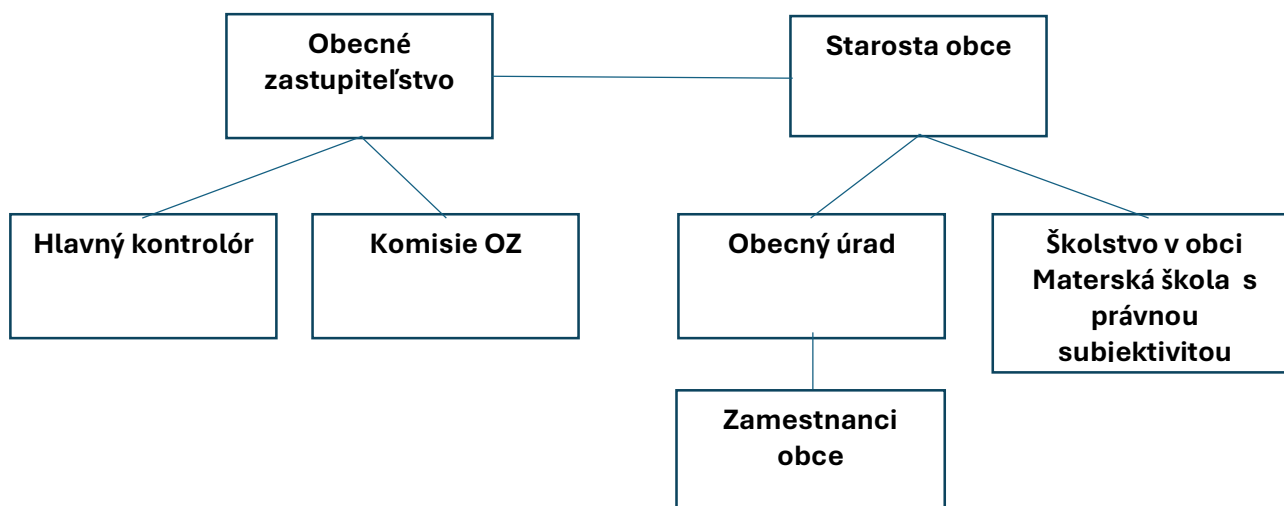 Obecné
zastupiteľstvo
Starosta obce
Hlavný kontrolór
Komisie OZ
Obecný úrad
Školstvo v obci
Materská škola s
právnou
subjektivitou
Zamestnanci
obce